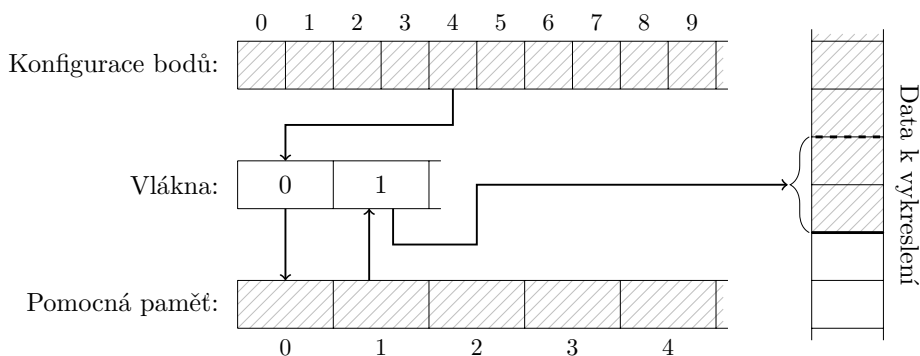 0 1 2 3 4 5 6 7 8 9
Konfigurace bodů:
Vlákna: 0 1
Pomocná paměť:
0 1 2 3 4
Data k vykreslení